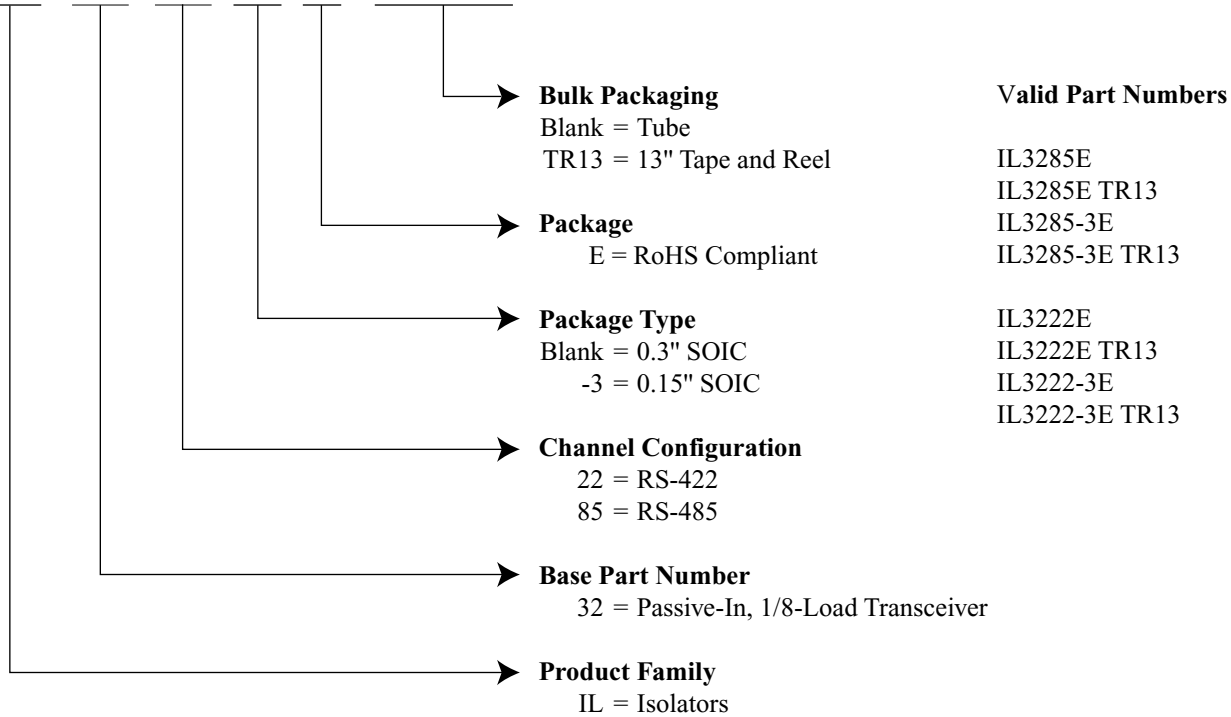 Bulk Packaging
Blank = Tube
TR13 = 13" Tape and Reel
Package
E = RoHS Compliant
Package Type
Blank = 0.3" SOIC
-3 = 0.15" SOIC
Channel Configuration
22 = RS-422
85 = RS-485
Base Part Number
32 = Passive-In, 1/8-Load Transceiver
Product Family
IL = Isolators
Valid Part Numbers
IL3285E
IL3285E TR13
IL3285-3E
IL3285-3E TR13
IL3222E
IL3222E TR13
IL3222-3E
IL3222-3E TR13